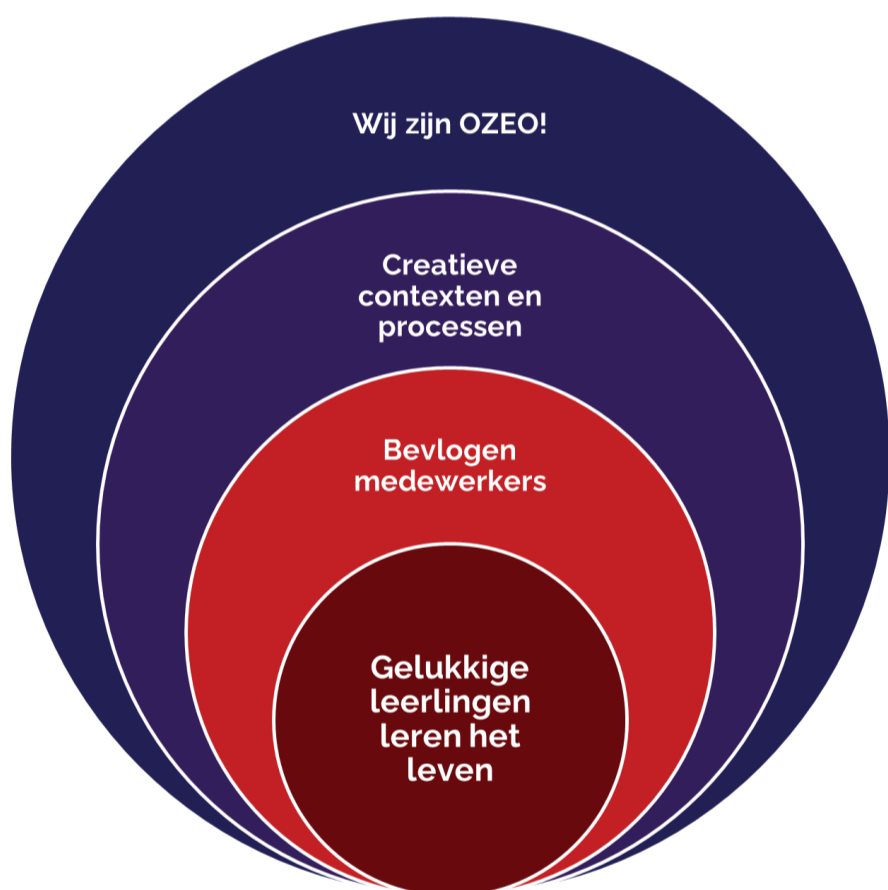 Wij zijn OZEO!
Creatieve
contexten en
processen
Bevlogen
medewerkers
Gelukkige
leerlingen
leren het
leven